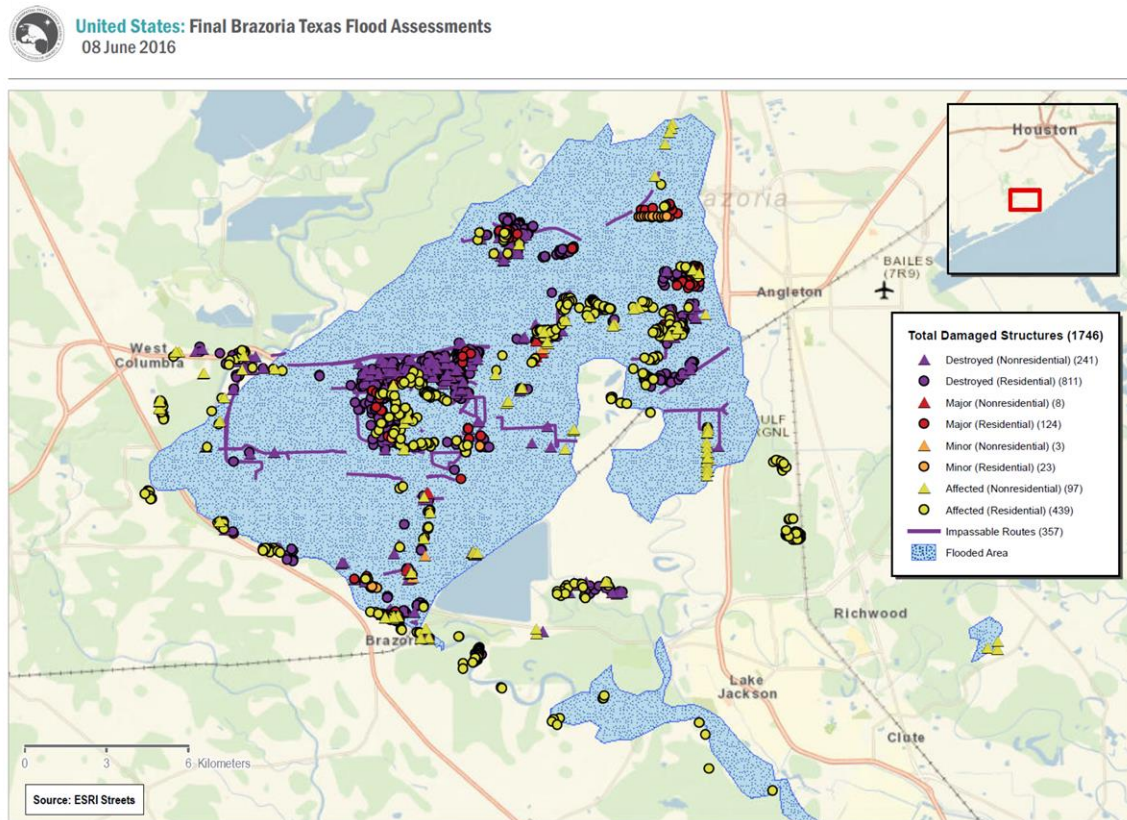 United States: Final Brazoria Texas Flood Assessments
08 June 2016
Houston
Brazoria
BAILES
(7R9)
Angleton
West
Columbia
Total Damaged Structures (1746)
Destroyed (Nonresidential) (241)
Destroyed (Residential) (811)
Major (Nonresidential) (8)
Major (Residential) (124)
Minor (Nonresidential) (3)
Minor (Residential) (23)
Affected (Nonresidential) (97)
Affected (Residential) (439)
Impassable Routes (357)
Flooded Area
ULF
RGNL
Richwood
Brazoria
Lake
Jackson
Clute
0 3 6 Kilometers
Source: ESRI Streets